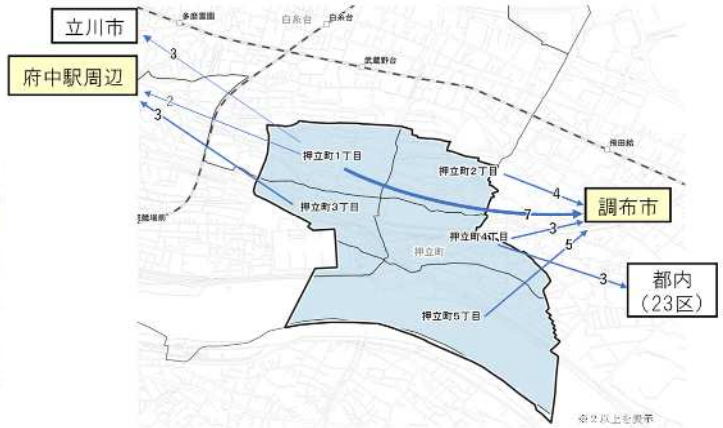 立川市
多磨霊園
白糸台
白糸台
3
府中駅周辺
武蔵野台
2
3
飛田給
押立町1丁目
押立町2丁目
4
調布市
押立町3丁目
7
押立町4丁目
3
押立町
5
3
都内
(23区)
押立町5丁目
※2以上を表示